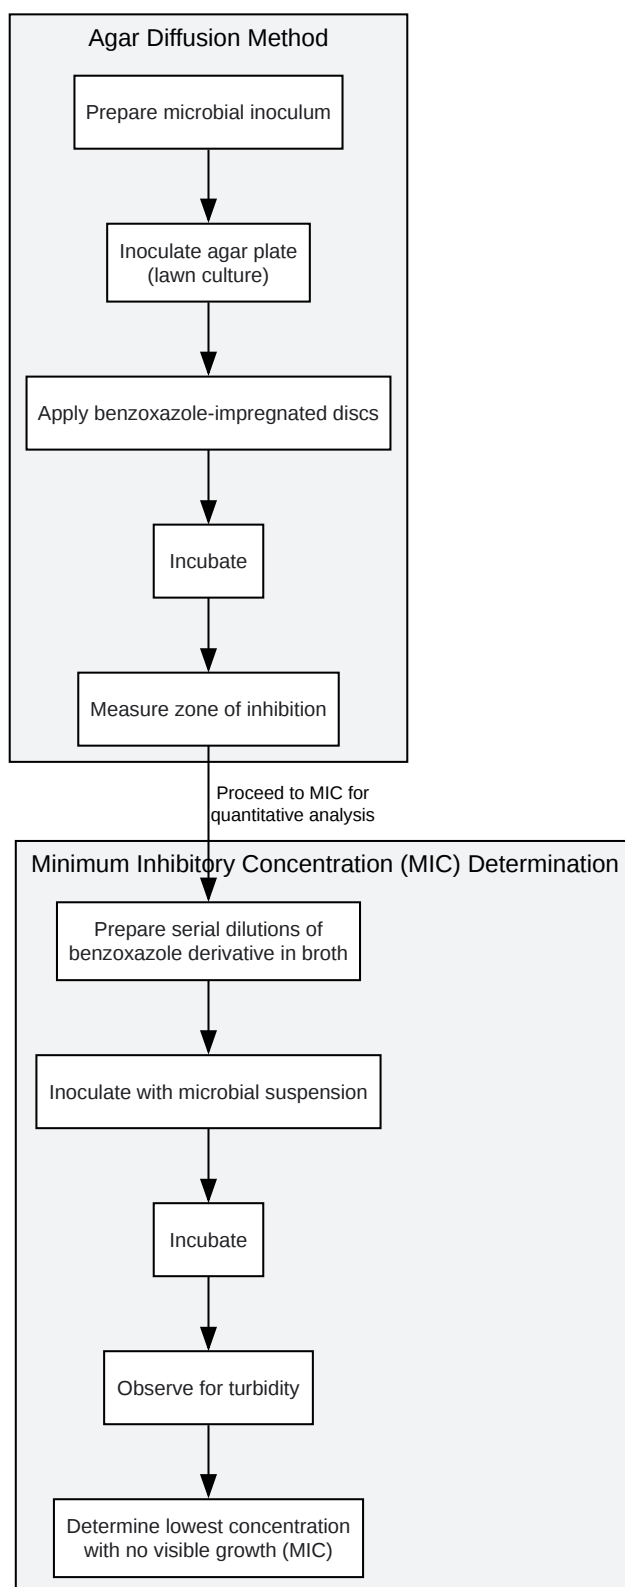 Agar Diffusion Method
Prepare microbial inoculum
Inoculate agar plate
(lawn culture)
Apply benzoxazole-impregnated discs
Incubate
Measure zone of inhibition
Proceed to MIC for
quantitative analysis
Minimum Inhibitory Concentration (MIC) Determination
Prepare serial dilutions of
benzoxazole derivative in broth
Inoculate with microbial suspension
Incubate
Observe for turbidity
Determine lowest concentration
with no visible growth (MIC)